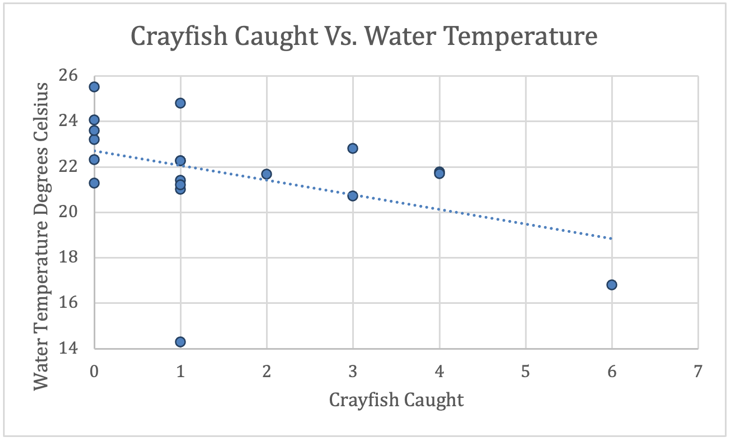 Crayfish Caught Vs. Water Temperature
Water Temperature Degrees Celsius
26
24
22
20
18
16
14
0 1 2 3 4 5 6 7
Crayfish Caught